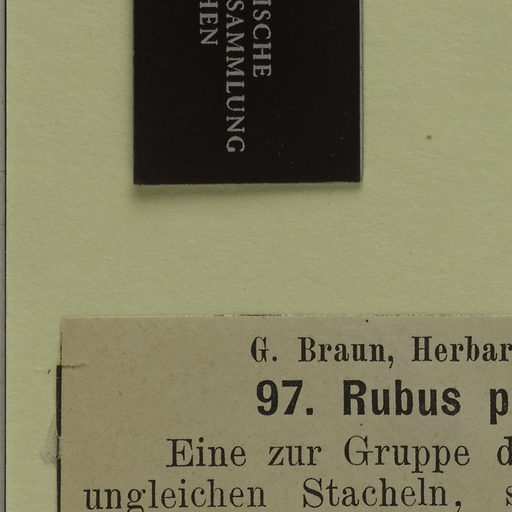 ISCHE
SAMMLUNG
HEN
G. Braun, Herbar
97. Rubus p
Eine zur Gruppe d
ungleichen Stacheln, s